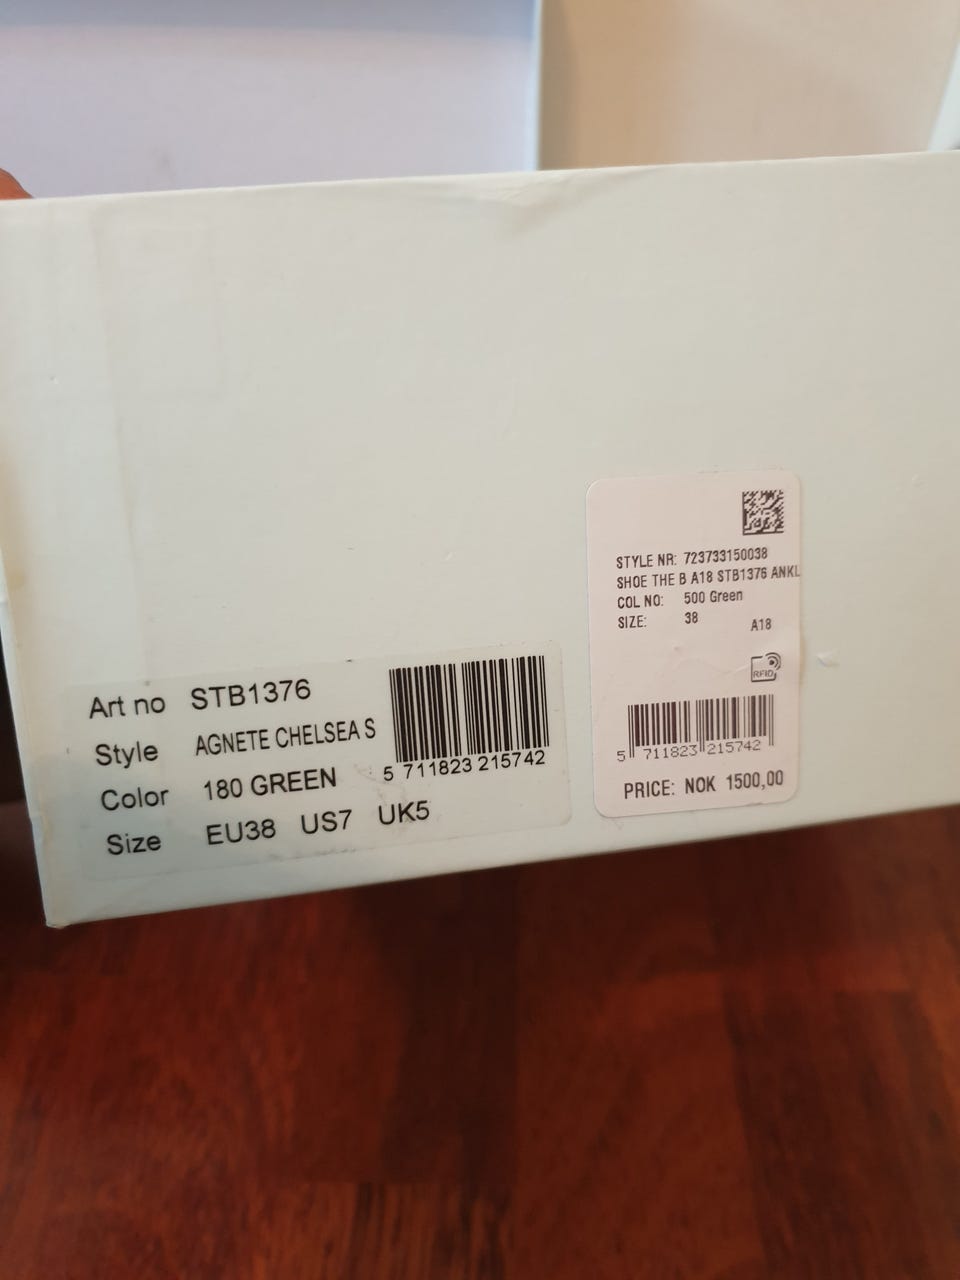 Art no STB1376
Style AGNETE CHELSEA S
Color 180 GREEN
Size EU38 US7 UK5
5 711823 215742
STYLE NR: 723733150038
SHOE THE B A18 STB1376 ANKL
COL NO: 500 Green
SIZE: 38
A18
RFID
5 711823 215742
PRICE: NOK 1500,00